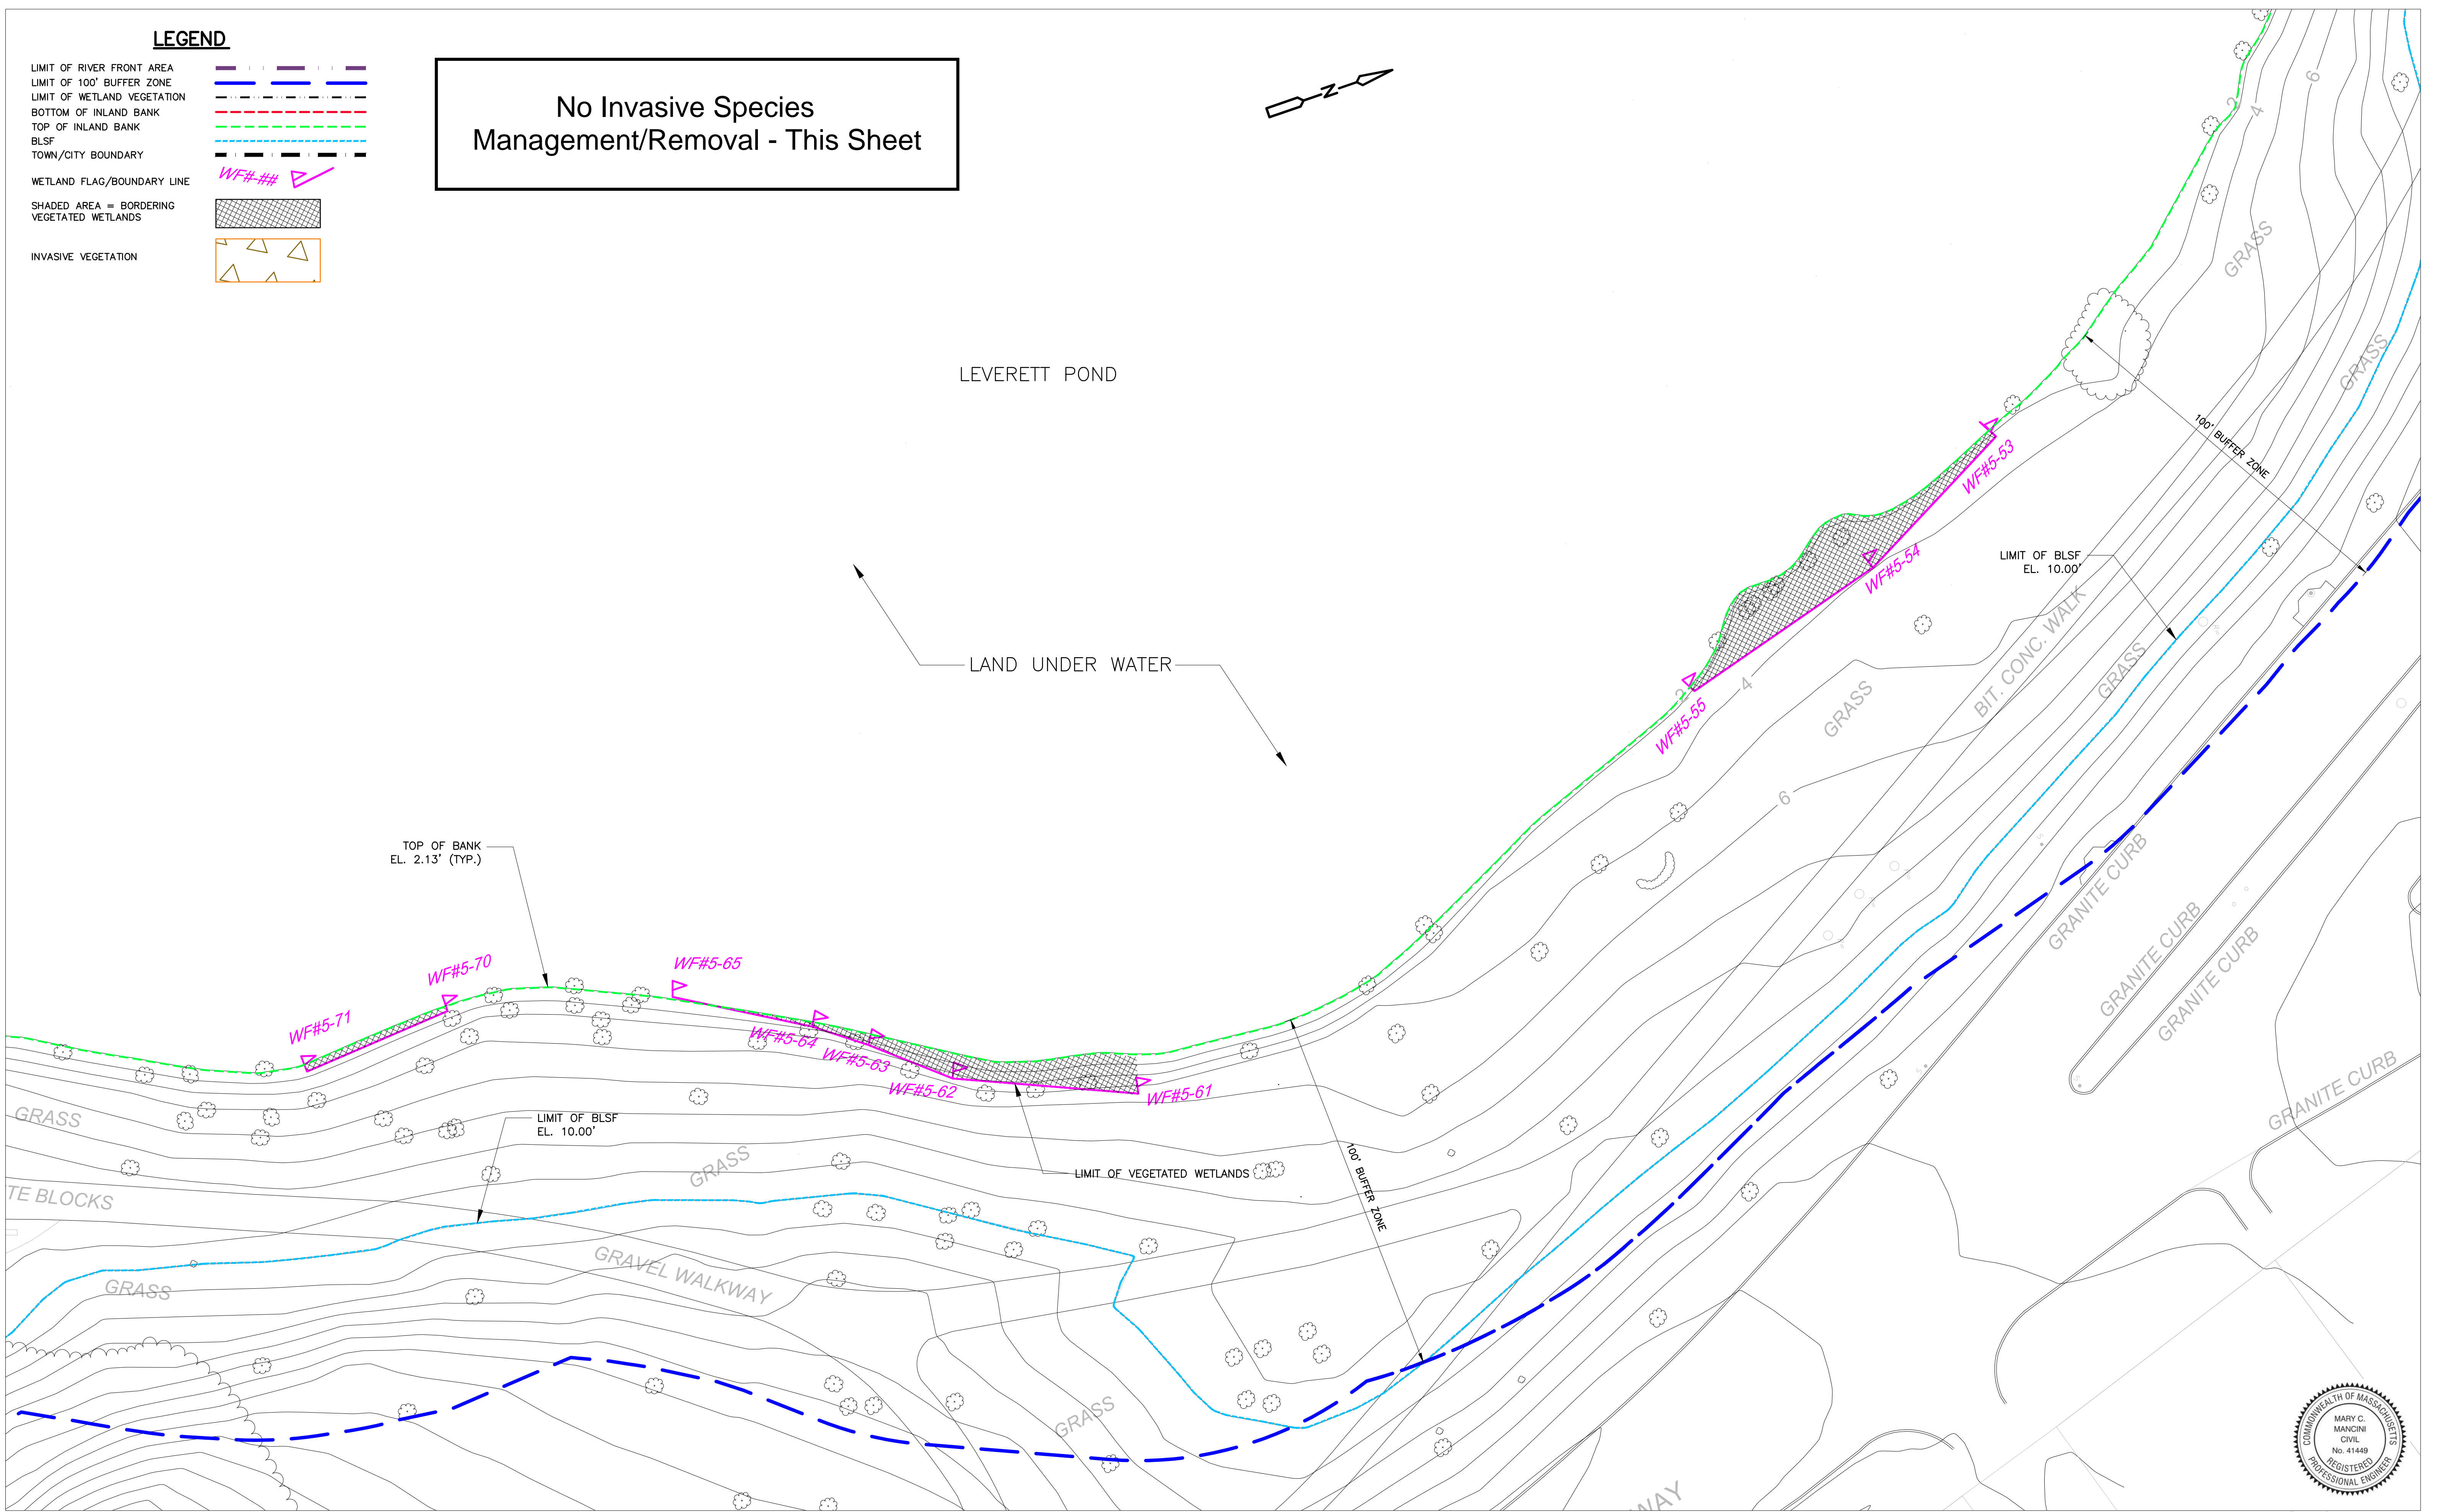 LEGEND
LIMIT OF RIVER FRONT AREA
LIMIT OF 100' BUFFER ZONE
LIMIT OF WETLAND VEGETATION
BOTTOM OF INLAND BANK
TOP OF INLAND BANK
BLSF
TOWN/CITY BOUNDARY
WETLAND FLAG/BOUNDARY LINE
WF#-##
SHADED AREA = BORDERING
VEGETATED WETLANDS
INVASIVE VEGETATION
No Invasive Species
Management/Removal - This Sheet
N
6
2
4
GRASS
GRASS
LEVERETT POND
100' BUFFER ZONE
WF#5-53
WF#5-54
LIMIT OF BLSF
EL. 10.00'
BIT. CONC. WALK
GRASS
LAND UNDER WATER
2
4
GRASS
WF#5-55
6
TOP OF BANK
EL. 2.13' (TYP.)
GRANITE CURB
GRANITE CURB
GRANITE CURB
GRANITE CURB
WF#5-70
WF#5-65
WF#5-71
WF#5-64
WF#5-63
WF#5-62
WF#5-61
GRASS
LIMIT OF BLSF
EL. 10.00'
GRASS
LIMIT OF VEGETATED WETLANDS
100' BUFFER ZONE
TE BLOCKS
GRASS
GRAVEL WALKWAY
GRASS
WAY
COMMONWEALTH OF MASSACHUSETTS
MARY C.
MANCINI
CIVIL
No. 41449
REGISTERED
PROFESSIONAL ENGINEER